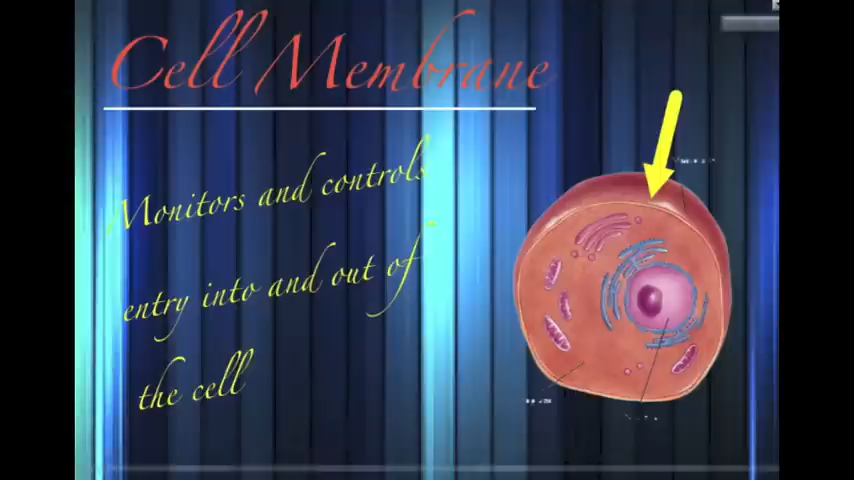 Cell Membrane
Monitors and controls
entry into and out of
the cell